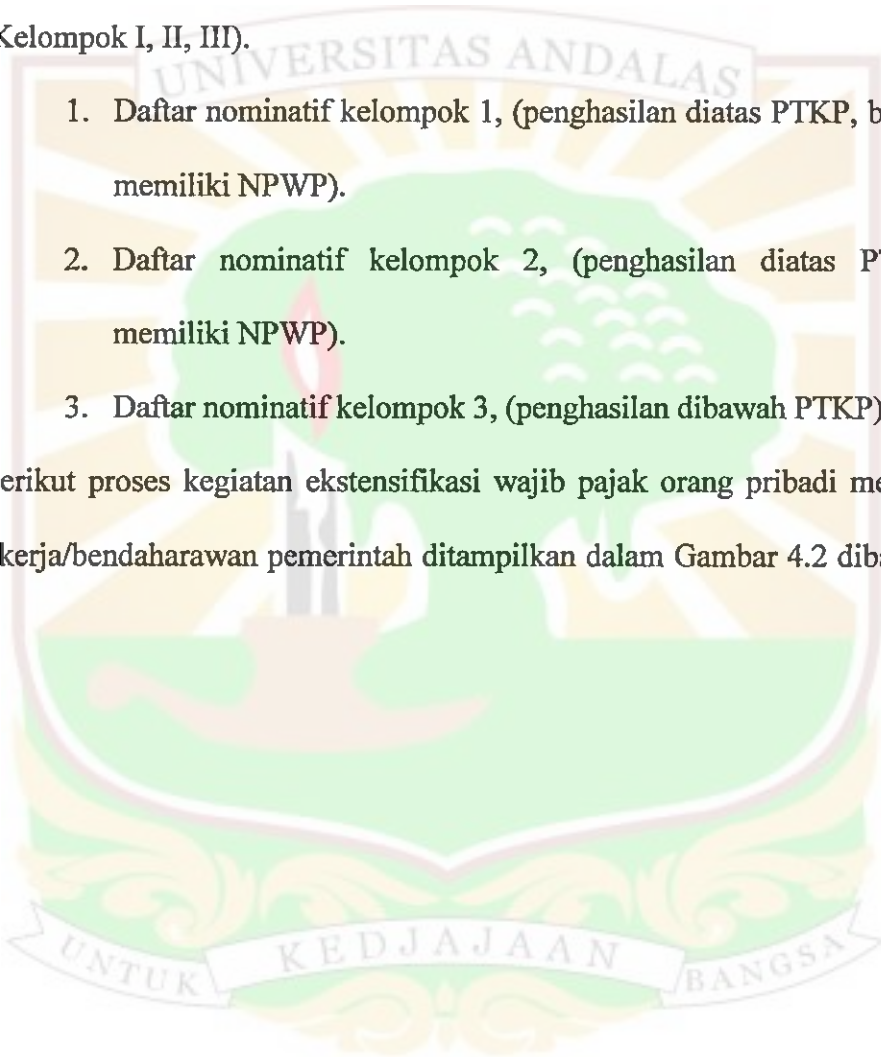 Kelompok I, II, III).
UNIVERSITAS ANDALAS
1. Daftar nominatif kelompok 1, (penghasilan diatas PTKP, b
memiliki NPWP).
2. Daftar nominatif kelompok 2, (penghasilan diatas PT
memiliki NPWP).
3. Daftar nominatif kelompok 3, (penghasilan dibawah PTKP)
erikut proses kegiatan ekstensifikasi wajib pajak orang pribadi me
kerja/bendaharawan pemerintah ditampilkan dalam Gambar 4.2 diba
UNTUK KEDJAJAAN BANGSA